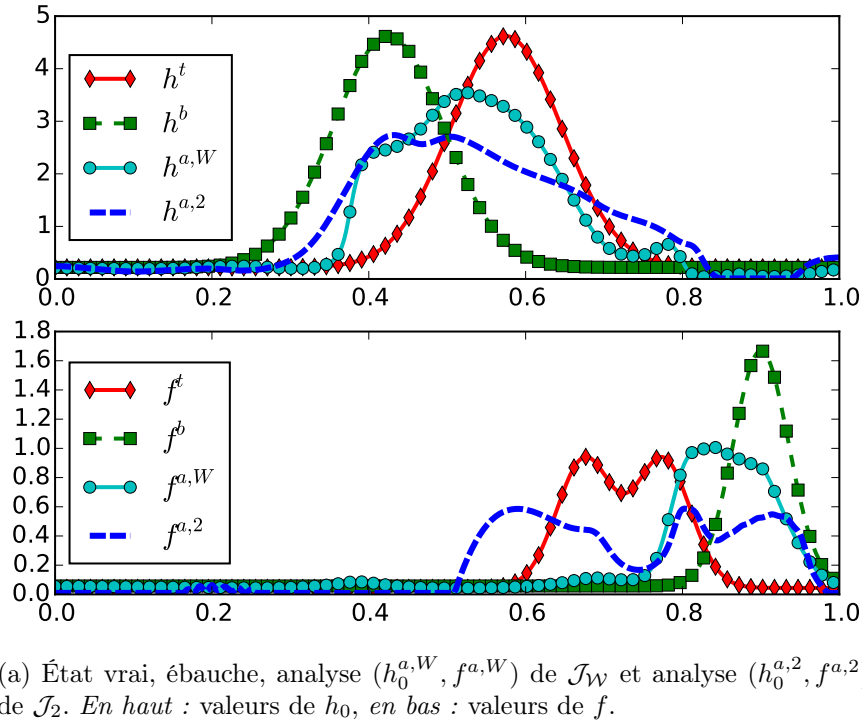 5
4
3
2
1
0
h^t
h^b
h^{a,W}
h^{a,2}
0.0 0.2 0.4 0.6 0.8 1.0
1.8
1.6
1.4
1.2
1.0
0.8
0.6
0.4
0.2
0.0
f^t
f^b
f^{a,W}
f^{a,2}
0.0 0.2 0.4 0.6 0.8 1.0
(a) État vrai, ébauche, analyse (h_0^{a,W}, f^{a,W}) de 𝒥_𝒲 et analyse (h_0^{a,2}, f^{a,2}
de 𝒥_2. En haut : valeurs de h_0, en bas : valeurs de f.